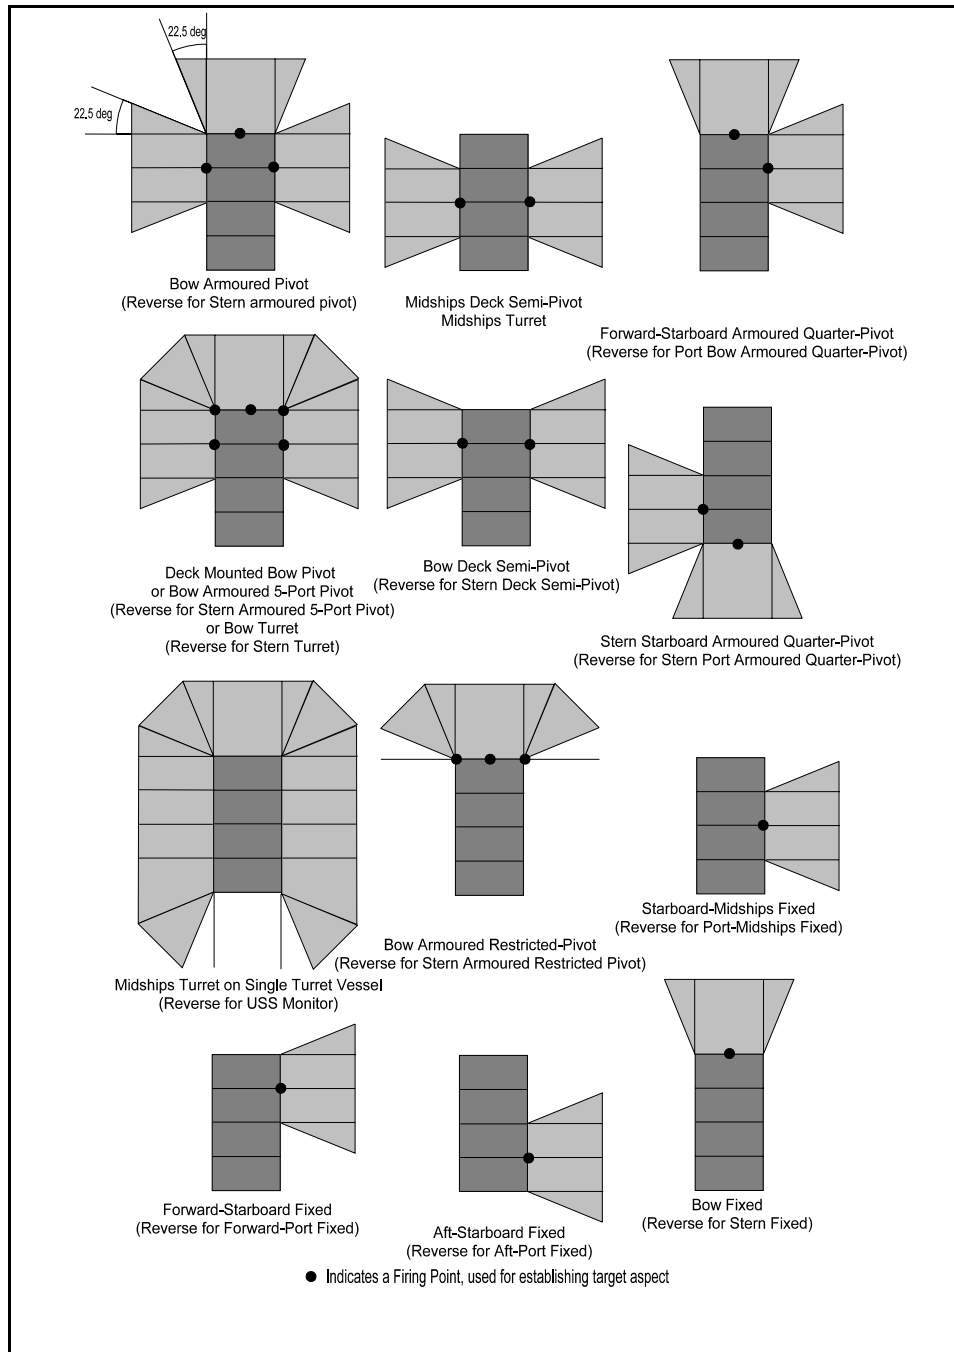 22.5 deg
22.5 deg
Bow Armoured Pivot
(Reverse for Stern armoured pivot)
Midships Deck Semi-Pivot
Midships Turret
Forward-Starboard Armoured Quarter-Pivot
(Reverse for Port Bow Armoured Quarter-Pivot)
Deck Mounted Bow Pivot
or Bow Armoured 5-Port Pivot
(Reverse for Stern Armoured 5-Port Pivot)
or Bow Turret
(Reverse for Stern Turret)
Bow Deck Semi-Pivot
(Reverse for Stern Deck Semi-Pivot)
Stern Starboard Armoured Quarter-Pivot
(Reverse for Stern Port Armoured Quarter-Pivot)
Midships Turret on Single Turret Vessel
(Reverse for USS Monitor)
Bow Armoured Restricted-Pivot
(Reverse for Stern Armoured Restricted Pivot)
Starboard-Midships Fixed
(Reverse for Port-Midships Fixed)
Forward-Starboard Fixed
(Reverse for Forward-Port Fixed)
Aft-Starboard Fixed
(Reverse for Aft-Port Fixed)
Bow Fixed
(Reverse for Stern Fixed)
Indicates a Firing Point, used for establishing target aspect